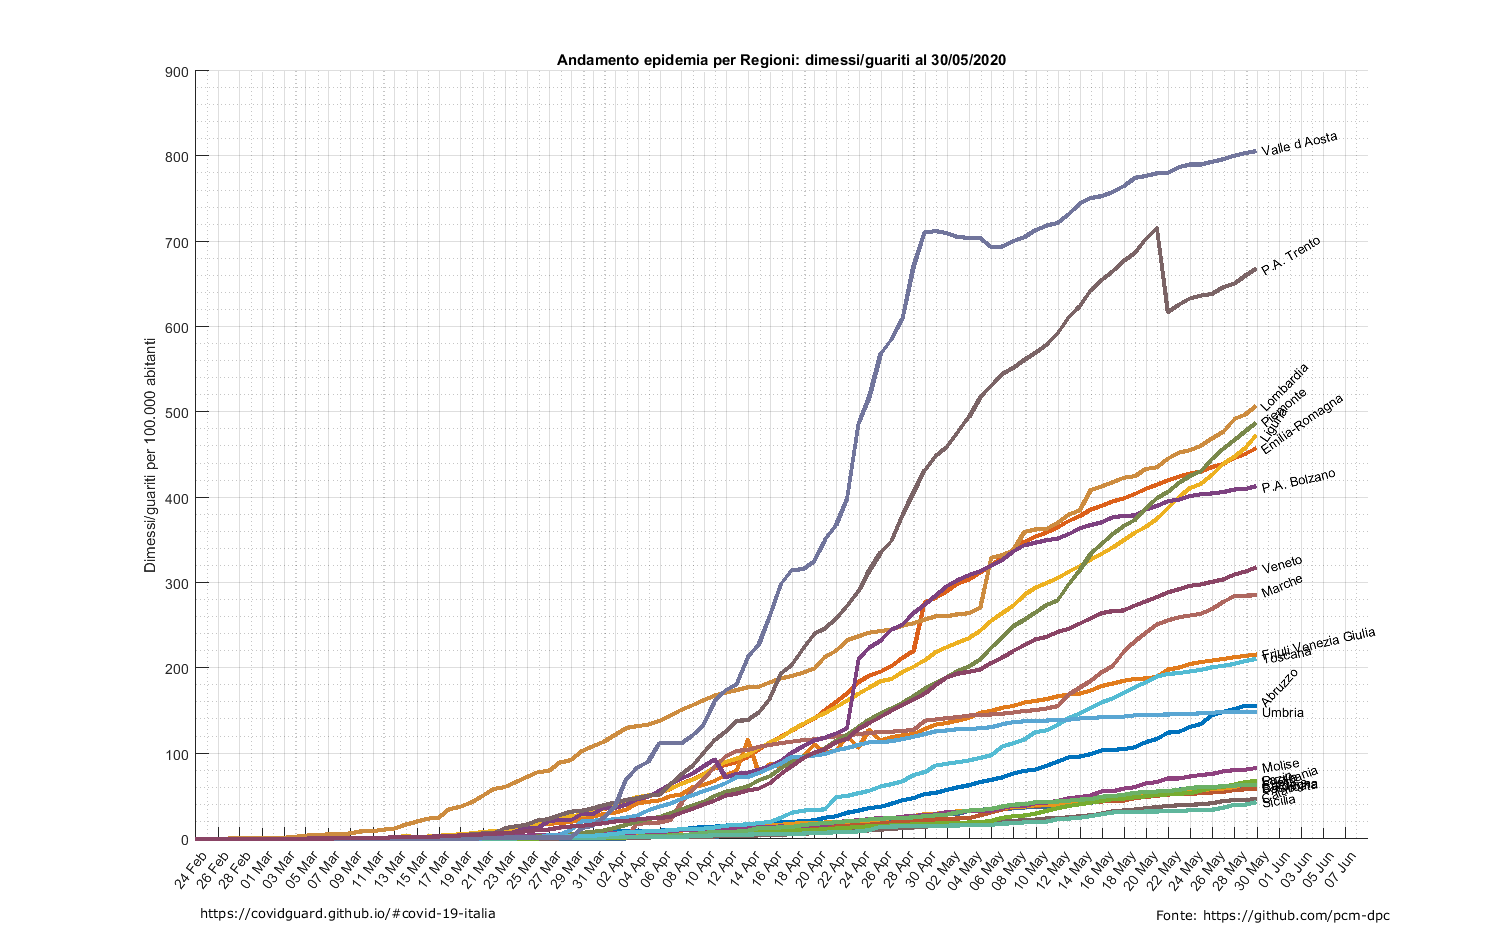 Andamento epidemia per Regioni: dimessi/guariti al 30/05/2020
Dimessi/guariti per 100.000 abitanti
900
800
700
600
500
400
300
200
100
0
Valle d Aosta
P.A. Trento
Lombardia
Piemonte
Liguria
Emilia-Romagna
P.A. Bolzano
Veneto
Marche
Friuli Venezia Giulia
Toscana
Abruzzo
Umbria
Molise
Sicilia
24 Feb
26 Feb
28 Feb
01 Mar
03 Mar
05 Mar
07 Mar
09 Mar
11 Mar
13 Mar
15 Mar
17 Mar
19 Mar
21 Mar
23 Mar
25 Mar
27 Mar
29 Mar
31 Mar
02 Apr
04 Apr
06 Apr
08 Apr
10 Apr
12 Apr
14 Apr
16 Apr
18 Apr
20 Apr
22 Apr
24 Apr
26 Apr
28 Apr
30 Apr
02 May
04 May
06 May
08 May
10 May
12 May
14 May
16 May
18 May
20 May
22 May
24 May
26 May
28 May
30 May
01 Jun
03 Jun
05 Jun
07 Jun
https://covidguard.github.io/#covid-19-italia
Fonte: https://github.com/pcm-dpc